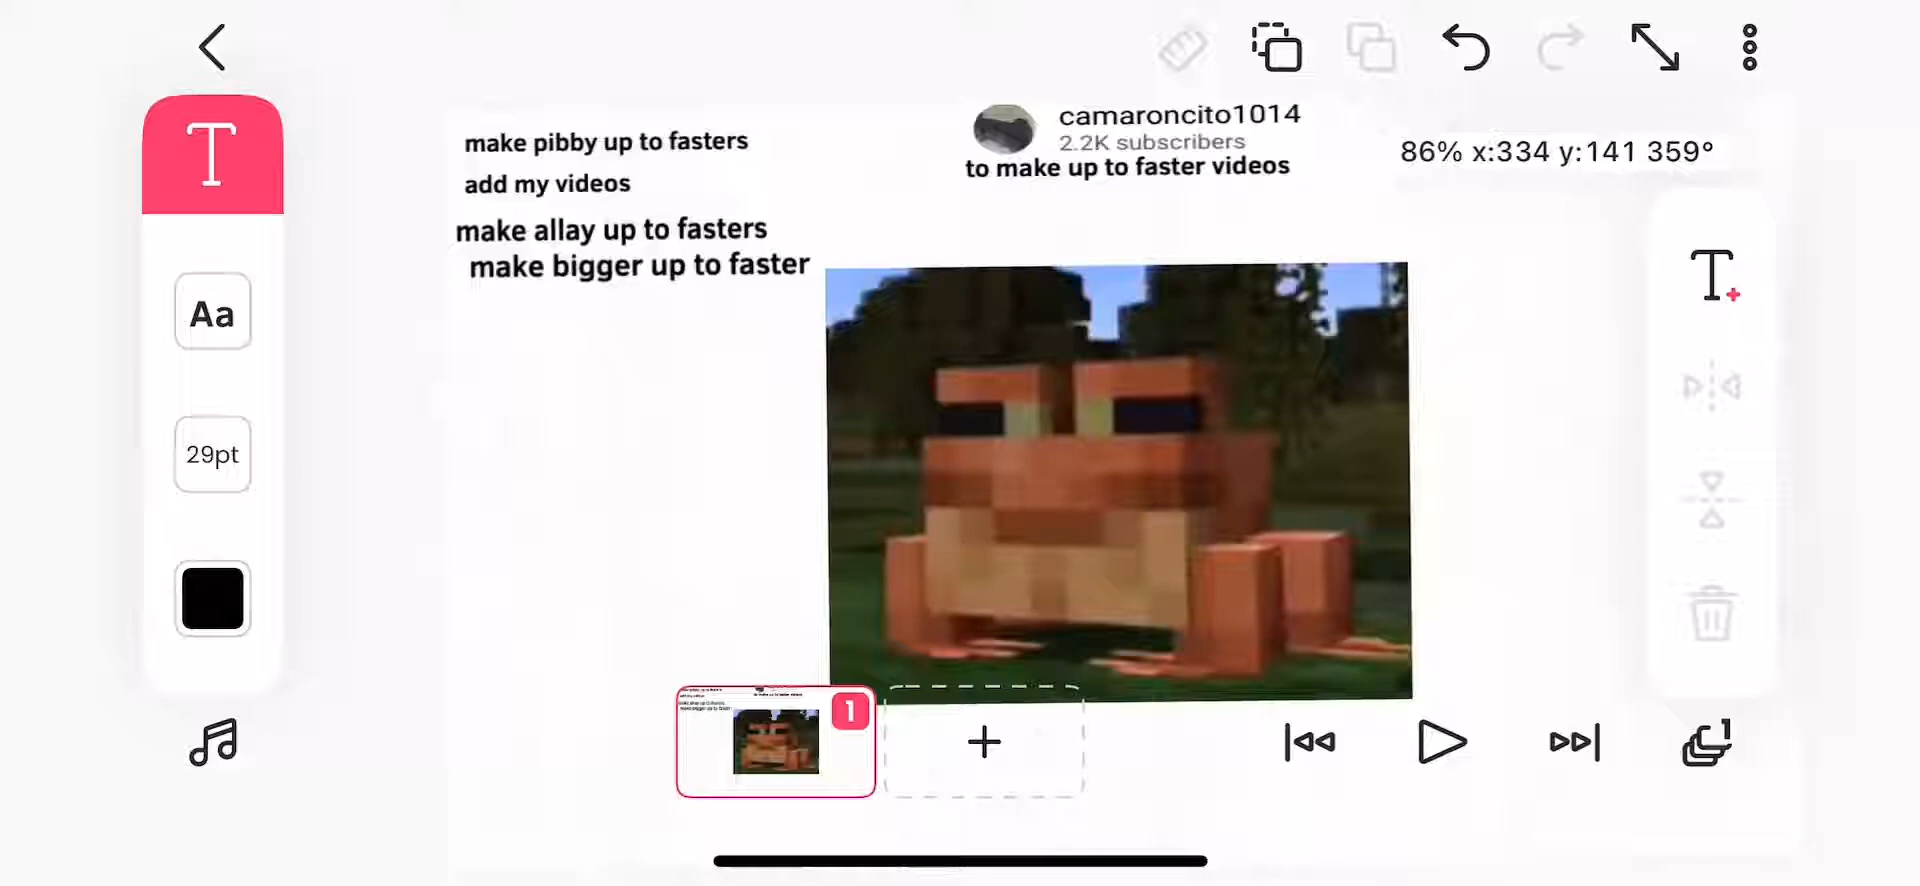 make pibby up to fasters
add my videos
make allay up to fasters
make bigger up to faster
camaroncito1014
2.2K subscribers
to make up to faster videos
86% x:334 y:141 359°
T
Aa
29pt
T+
1
1